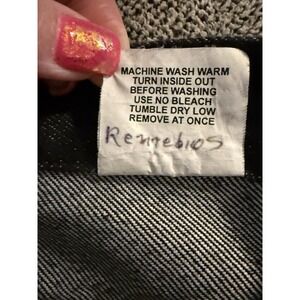 MACHINE WASH WARM
TURN INSIDE OUT
BEFORE WASHING
USE NO BLEACH
TUMBLE DRY LOW
REMOVE AT ONCE